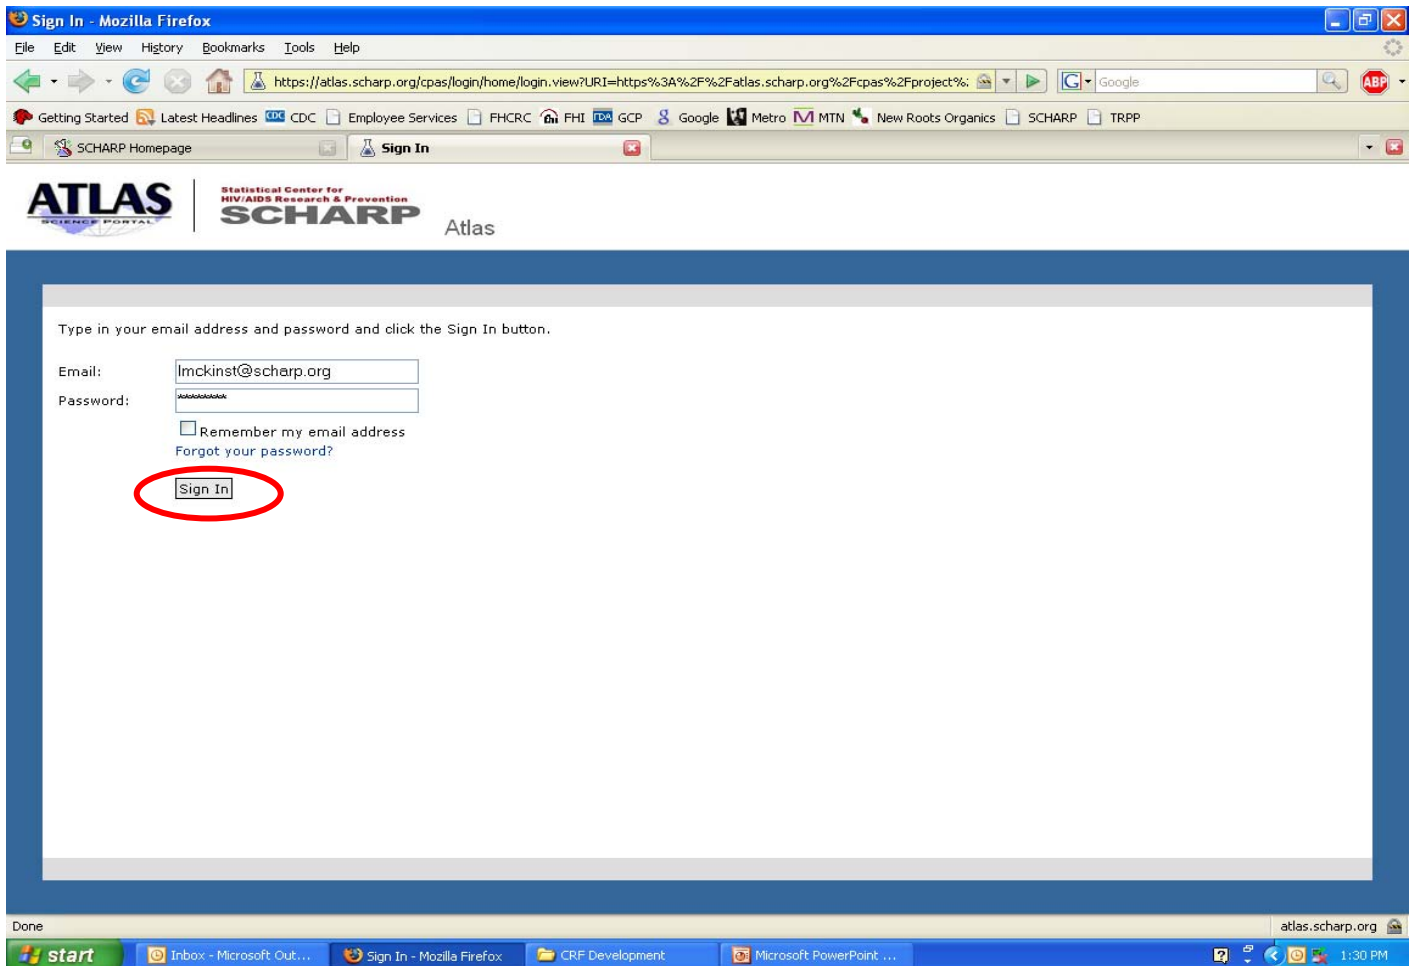 Sign In - Mozilla Firefox
File Edit View History Bookmarks Tools Help
https://atlas.scharp.org/cpas/login/home/login.view?URI=https%3A%2F%2Fatlas.scharp.org%2Fcpas%2Fproject%: G Google ABP
Getting Started Latest Headlines CDC CDC Employee Services FHCRC fhi FHI FDA GCP g Google Metro M MTN New Roots Organics SCHARP TRPP
SCHARP Homepage Sign In
ATLAS
SCIENCE PORTAL
Statistical Center for
HIV/AIDS Research & Prevention
SCHARP
Atlas
Type in your email address and password and click the Sign In button.
Email: lmckinst@scharp.org
Password: ********
Remember my email address
Forgot your password?
Sign In
Done atlas.scharp.org
start Inbox - Microsoft Out... Sign In - Mozilla Firefox CRF Development Microsoft PowerPoint ... 1:30 PM